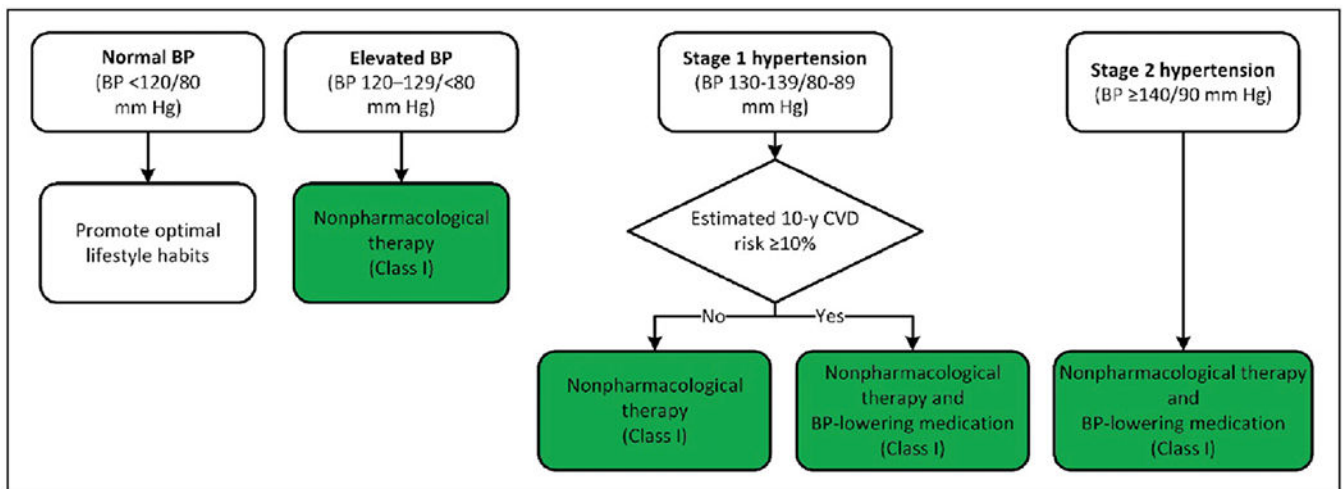 Normal BP
(BP <120/80
mm Hg)
Elevated BP
(BP 120–129/<80
mm Hg)
Stage 1 hypertension
(BP 130-139/80-89
mm Hg)
Stage 2 hypertension
(BP ≥140/90 mm Hg)
Promote optimal
lifestyle habits
Nonpharmacological
therapy
(Class I)
Estimated 10-y CVD
risk ≥10%
No
Yes
Nonpharmacological
therapy
(Class I)
Nonpharmacological
therapy and
BP-lowering medication
(Class I)
Nonpharmacological therapy
and
BP-lowering medication
(Class I)